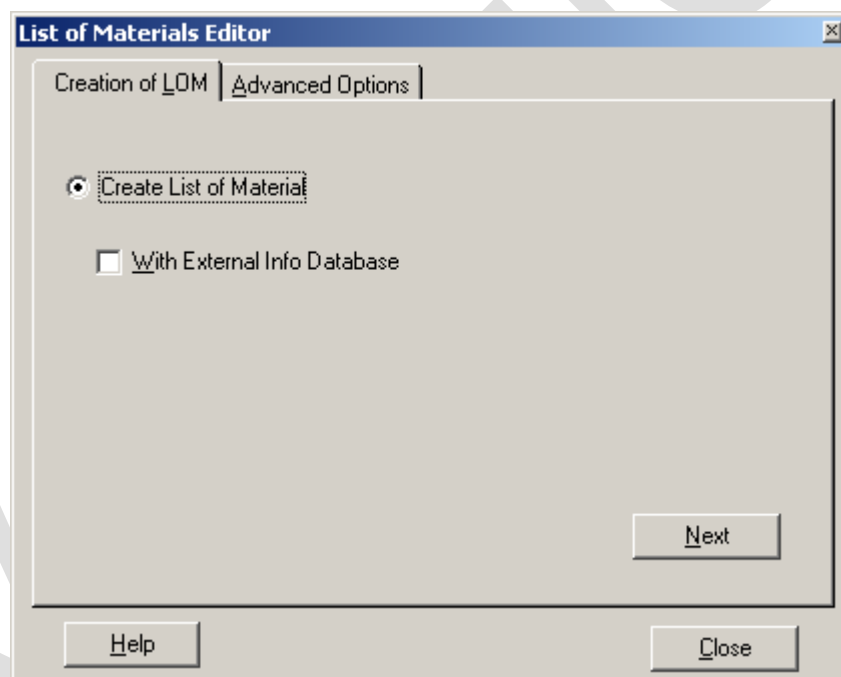 List of Materials Editor
Creation of LOM
Advanced Options
Create List of Material
With External Info Database
Next
Help
Close